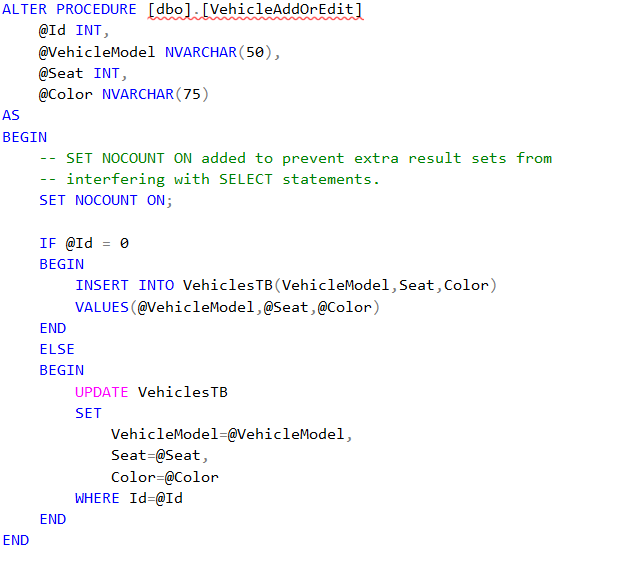 ALTER PROCEDURE [dbo].[VehicleAddOrEdit]
    @Id INT,
    @VehicleModel NVARCHAR(50),
    @Seat INT,
    @Color NVARCHAR(75)
AS
BEGIN
    -- SET NOCOUNT ON added to prevent extra result sets from
    -- interfering with SELECT statements.
    SET NOCOUNT ON;

    IF @Id = 0
    BEGIN
        INSERT INTO VehiclesTB(VehicleModel,Seat,Color)
        VALUES(@VehicleModel,@Seat,@Color)
    END
    ELSE
    BEGIN
        UPDATE VehiclesTB
        SET
            VehicleModel=@VehicleModel,
            Seat=@Seat,
            Color=@Color
        WHERE Id=@Id
    END
END